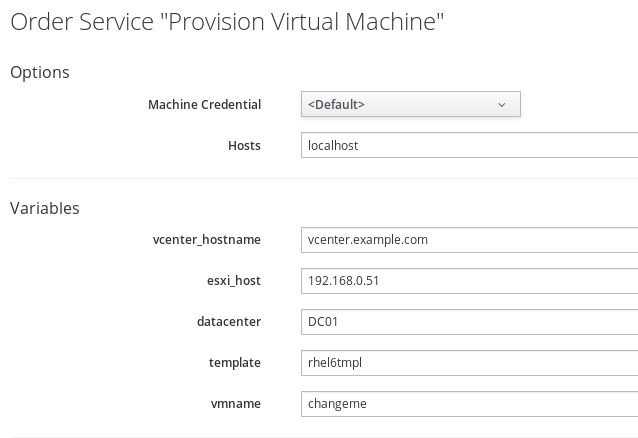 Order Service "Provision Virtual Machine"
Options
Machine Credential <Default>
Hosts localhost
Variables
vcenter_hostname vcenter.example.com
esxi_host 192.168.0.51
datacenter DC01
template rhel6tmpl
vmname changeme